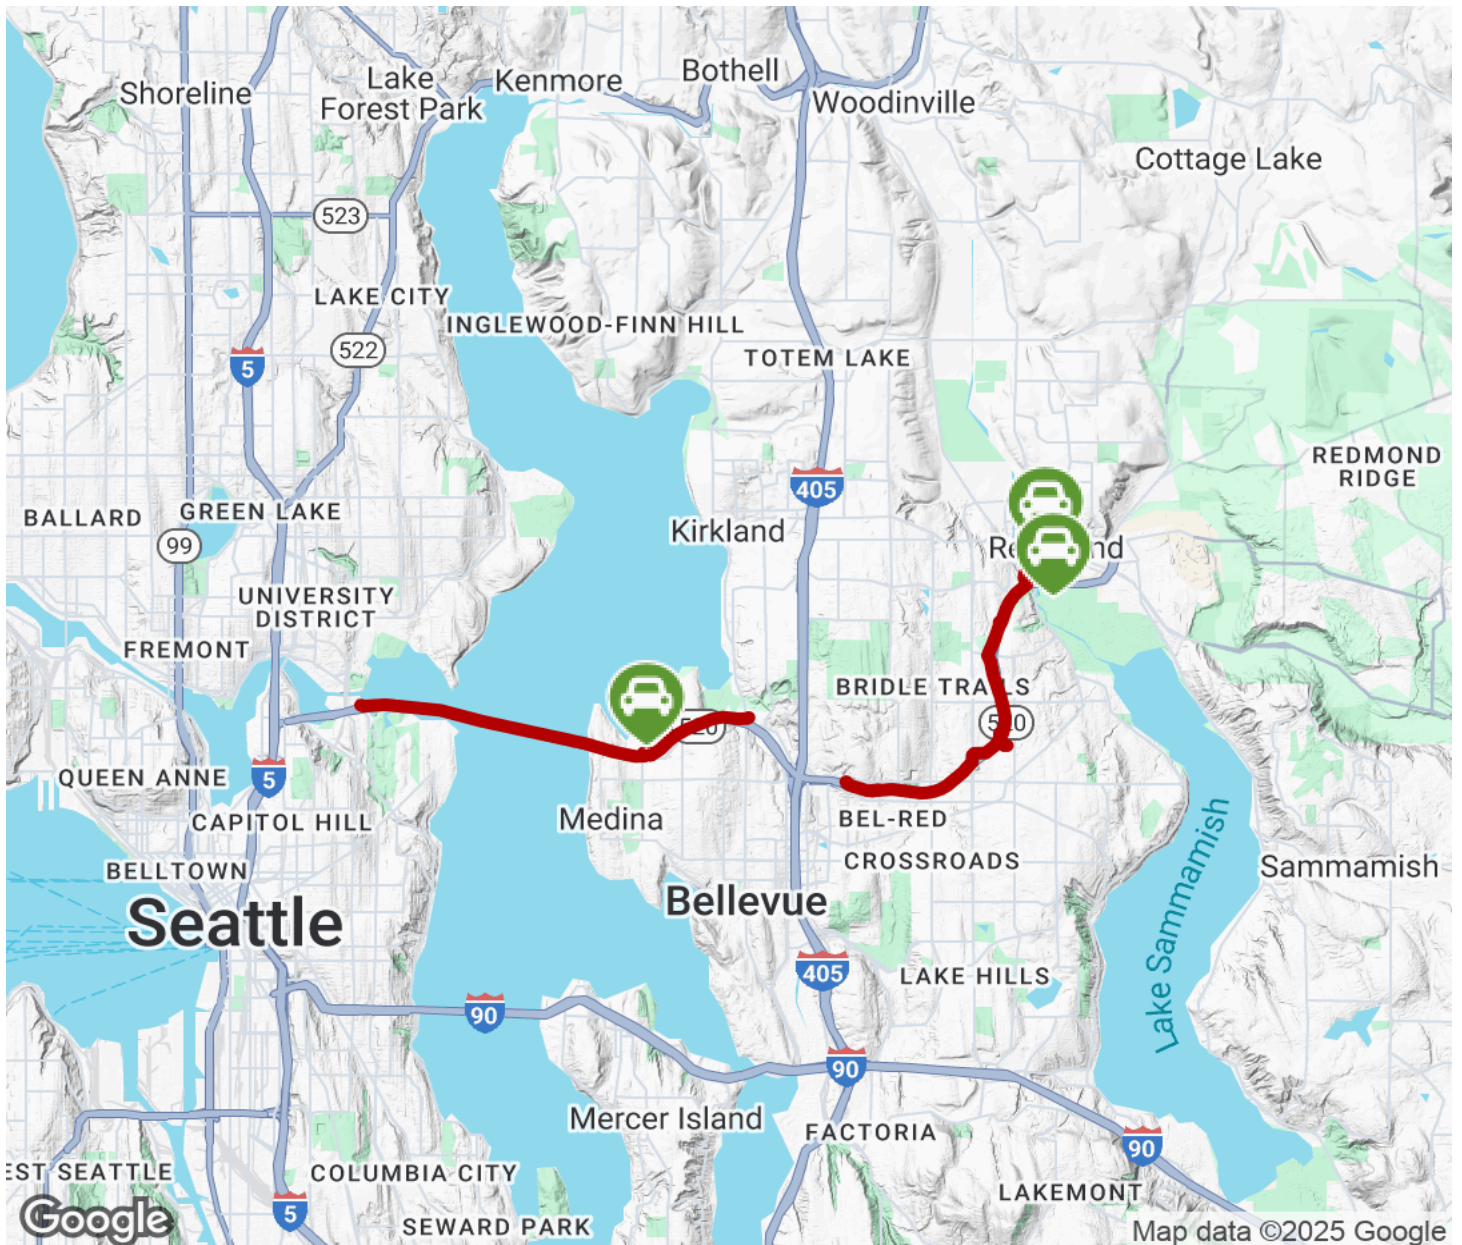 Shoreline
Lake
Forest Park
Kenmore
Bothell
Woodinville
Cottage Lake
523
LAKE CITY
INGLEWOOD-FINN HILL
522
5
TOTEM LAKE
REDMOND
RIDGE
405
BALLARD
GREEN LAKE
99
Kirkland
UNIVERSITY
DISTRICT
FREMONT
BRIDLE TRAILS
520
QUEEN ANNE
5
CAPITOL HILL
Medina
BEL-RED
CROSSROADS
BELLTOWN
Seattle
Bellevue
Sammamish
Lake Sammamish
405
LAKE HILLS
90
90
Mercer Island
FACTORIA
90
EST SEATTLE
COLUMBIA CITY
LAKEMONT
5
SEWARD PARK
Google
Map data ©2025 Google